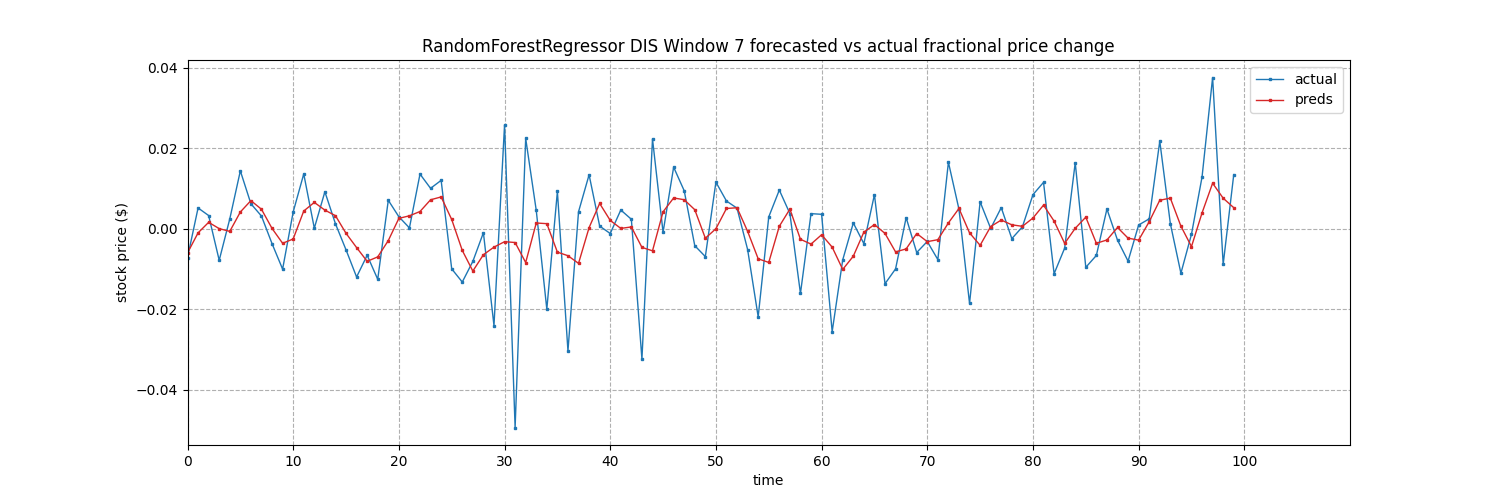 RandomForestRegressor DIS Window 7 forecasted vs actual fractional price change
actual
preds
0.04
0.02
0.00
−0.02
−0.04
stock price ($)
0 10 20 30 40 50 60 70 80 90 100
time